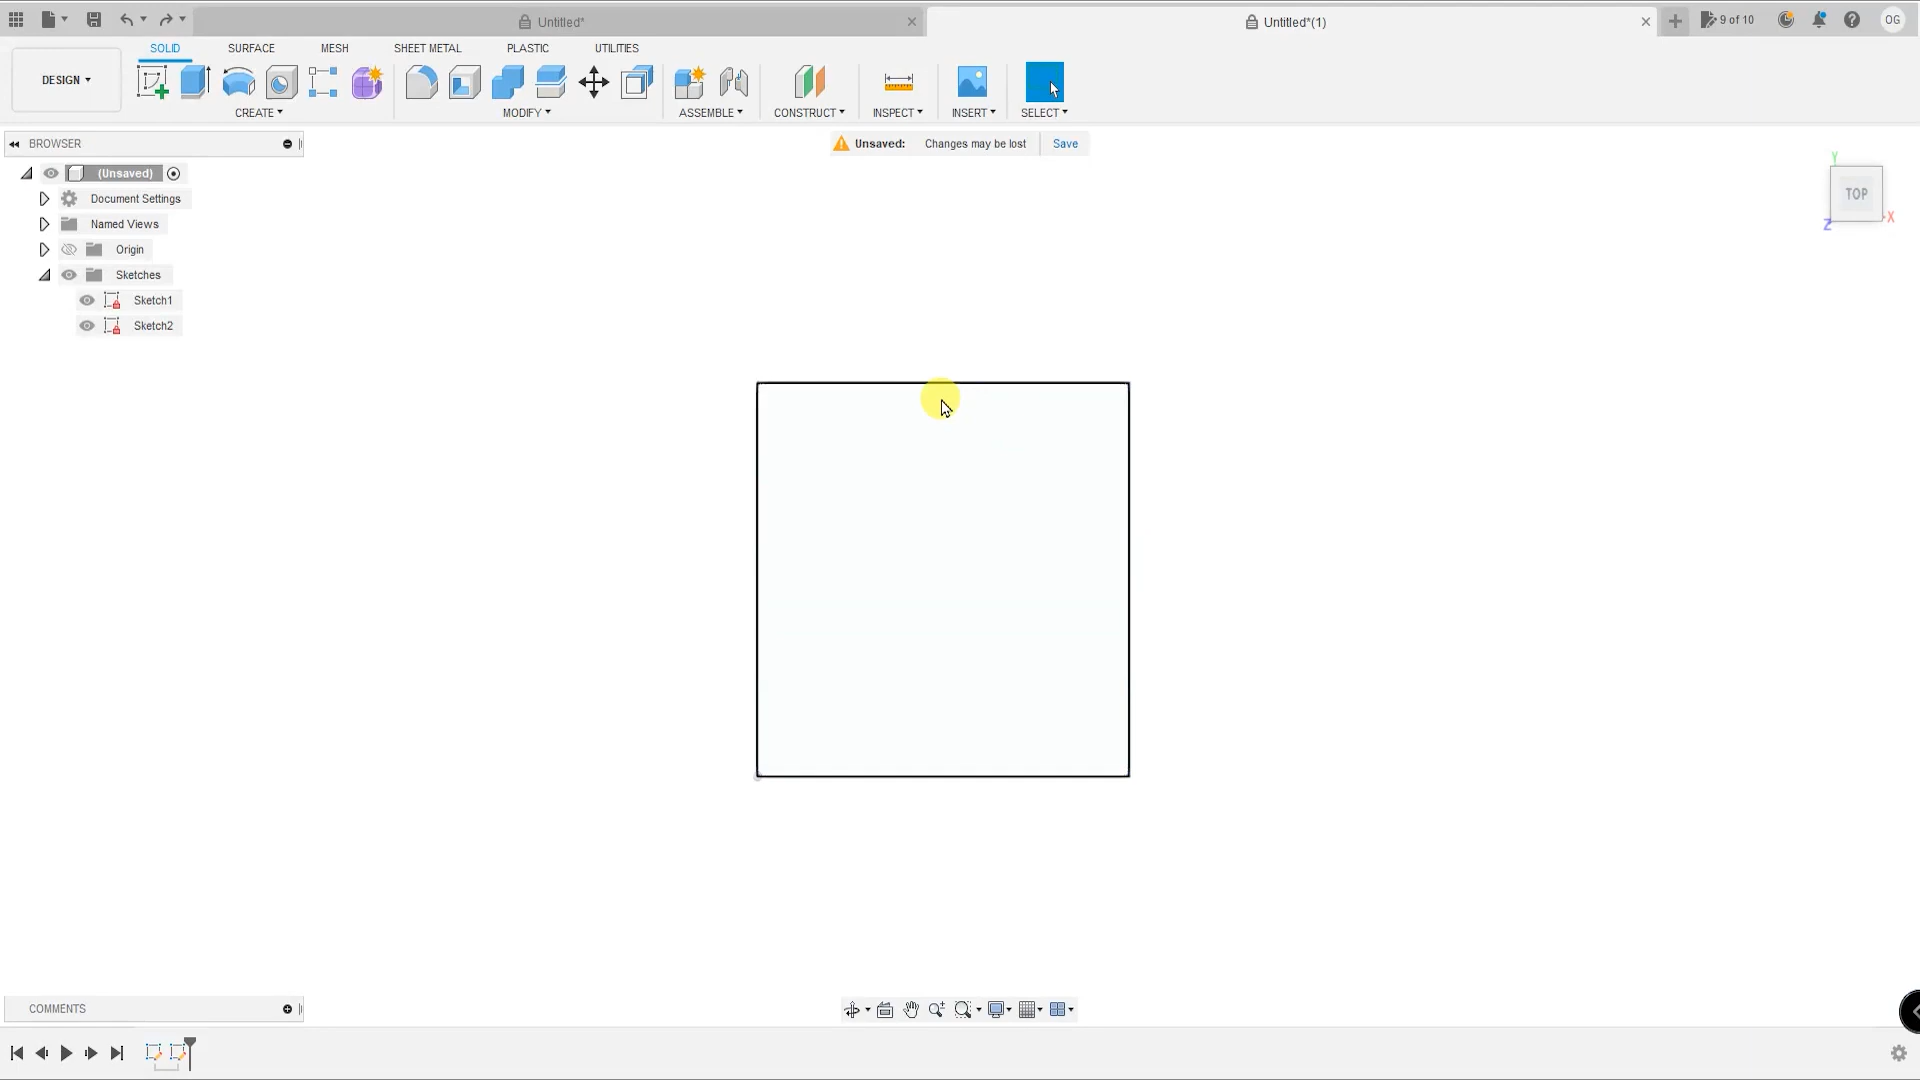 Untitled*
Untitled*(1)
9 of 10
OG
DESIGN
SOLID
SURFACE
MESH
SHEET METAL
PLASTIC
UTILITIES
CREATE
MODIFY
ASSEMBLE
CONSTRUCT
INSPECT
INSERT
SELECT
BROWSER
Unsaved: Changes may be lost Save
(Unsaved)
Document Settings
Named Views
Origin
Sketches
Sketch1
Sketch2
Y
TOP
X
Z
COMMENTS